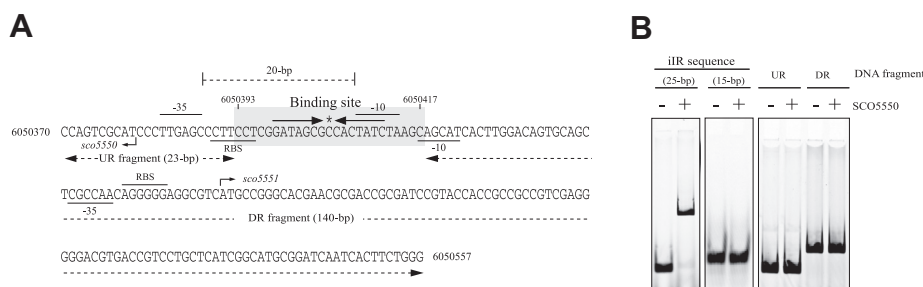 A
20-bp
-35
6050393
Binding site
-10
6050417
*
6050370 CCAGTCGCATCCCTTGAGCCCTTCCTCGGATAGCGCCACTATCTAAGCAGCATCACTTGGACAGTGCAGC
sco5550
RBS
-10
UR fragment (23-bp)
RBS
sco5551
TCGCCAACAGGGGGAGGCGTCATGCCGGGCACGAACGCGACCGCGATCCGTACCACCGCCGCCGTCGAGG
-35
DR fragment (140-bp)
GGGACGTGACCGTCCTGCTCATCGGCATGCGGATCAATCACTTCTGGG 6050557
B
iIR sequence
(25-bp) (15-bp) UR DR DNA fragment
- + - + - + - + SCO5550